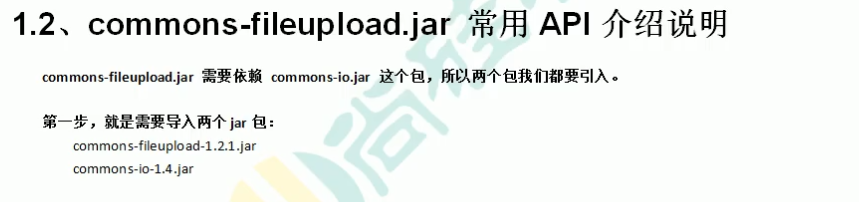 1.2、commons-fileupload.jar 常用 API 介绍说明
commons-fileupload.jar 需要依赖 commons-io.jar 这个包，所以两个包我们都要引入。
第一步，就是需要导入两个 jar 包：
commons-fileupload-1.2.1.jar
commons-io-1.4.jar
尚硅